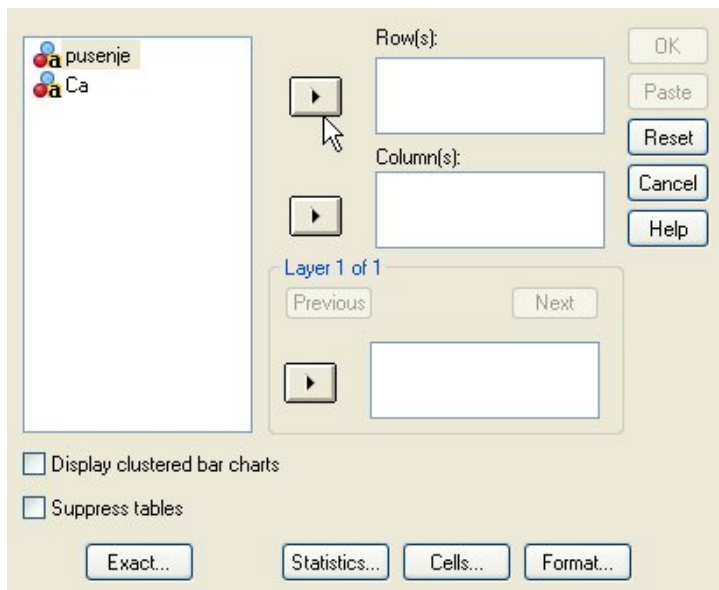 pusenje
Ca
Row(s):
Column(s):
Layer 1 of 1
Previous
Next
OK
Paste
Reset
Cancel
Help
Display clustered bar charts
Suppress tables
Exact...
Statistics...
Cells...
Format...